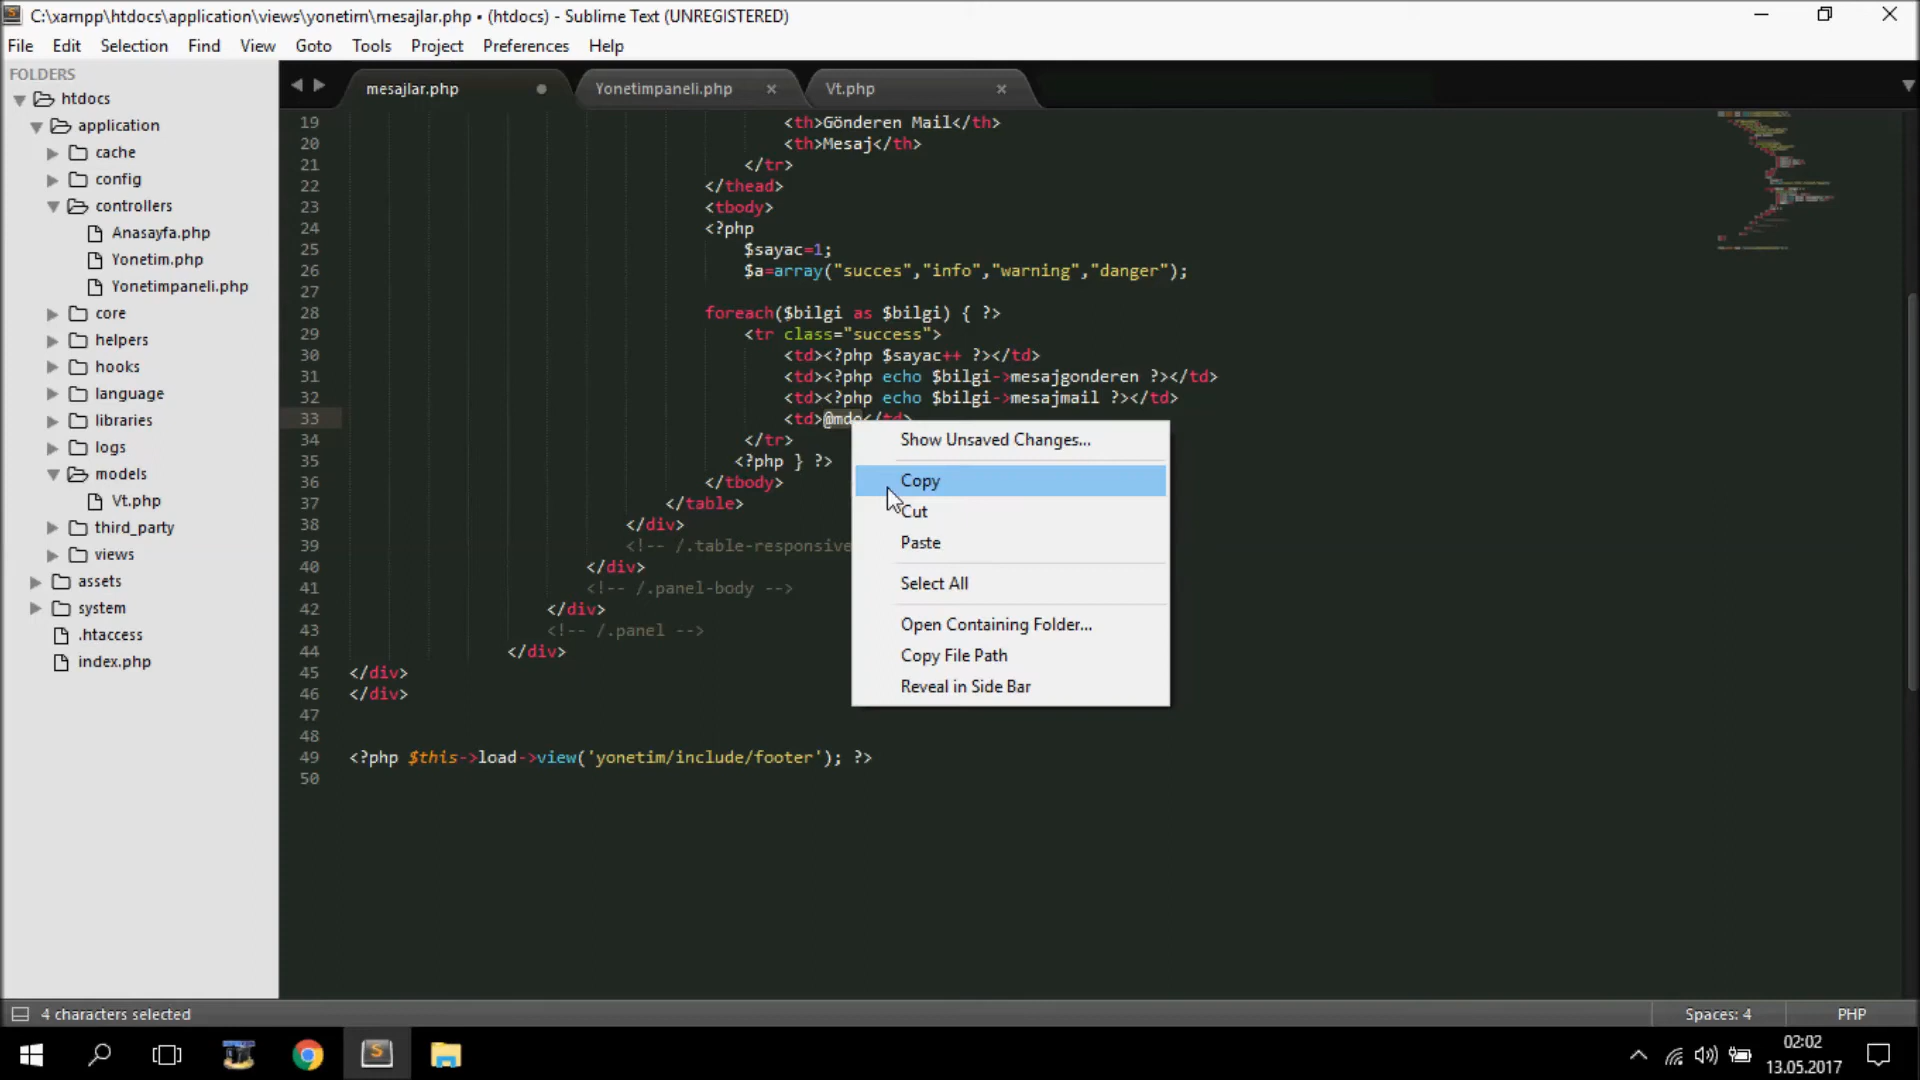 C:\xampp\htdocs\application\views\yonetim\mesajlar.php • (htdocs) - Sublime Text (UNREGISTERED)
File Edit Selection Find View Goto Tools Project Preferences Help
FOLDERS
htdocs
application
cache
config
controllers
Anasayfa.php
Yonetim.php
Yonetimpaneli.php
core
helpers
hooks
language
libraries
logs
models
Vt.php
third_party
views
assets
system
.htaccess
index.php
mesajlar.php Yonetimpaneli.php Vt.php
19 <th>Gönderen Mail</th>
20 <th>Mesaj</th>
21 </tr>
22 </thead>
23 <tbody>
24 <?php
25 $sayac=1;
26 $a=array("succes","info","warning","danger");
27
28 foreach($bilgi as $bilgi) { ?>
29 <tr class="success">
30 <td><?php $sayac++ ?></td>
31 <td><?php echo $bilgi->mesajgonderen ?></td>
32 <td><?php echo $bilgi->mesajmail ?></td>
33 <td>@mdo</td>
34 </tr>
35 <?php } ?>
36 </tbody>
37 </table>
38 </div>
39 <!-- /.table-responsive
40 </div>
41 <!-- /.panel-body -->
42 </div>
43 <!-- /.panel -->
44 </div>
45 </div>
46 </div>
47
48
49 <?php $this->load->view('yonetim/include/footer'); ?>
50
Show Unsaved Changes...
Copy
Cut
Paste
Select All
Open Containing Folder...
Copy File Path
Reveal in Side Bar
4 characters selected
Spaces: 4
PHP
02:02
13.05.2017